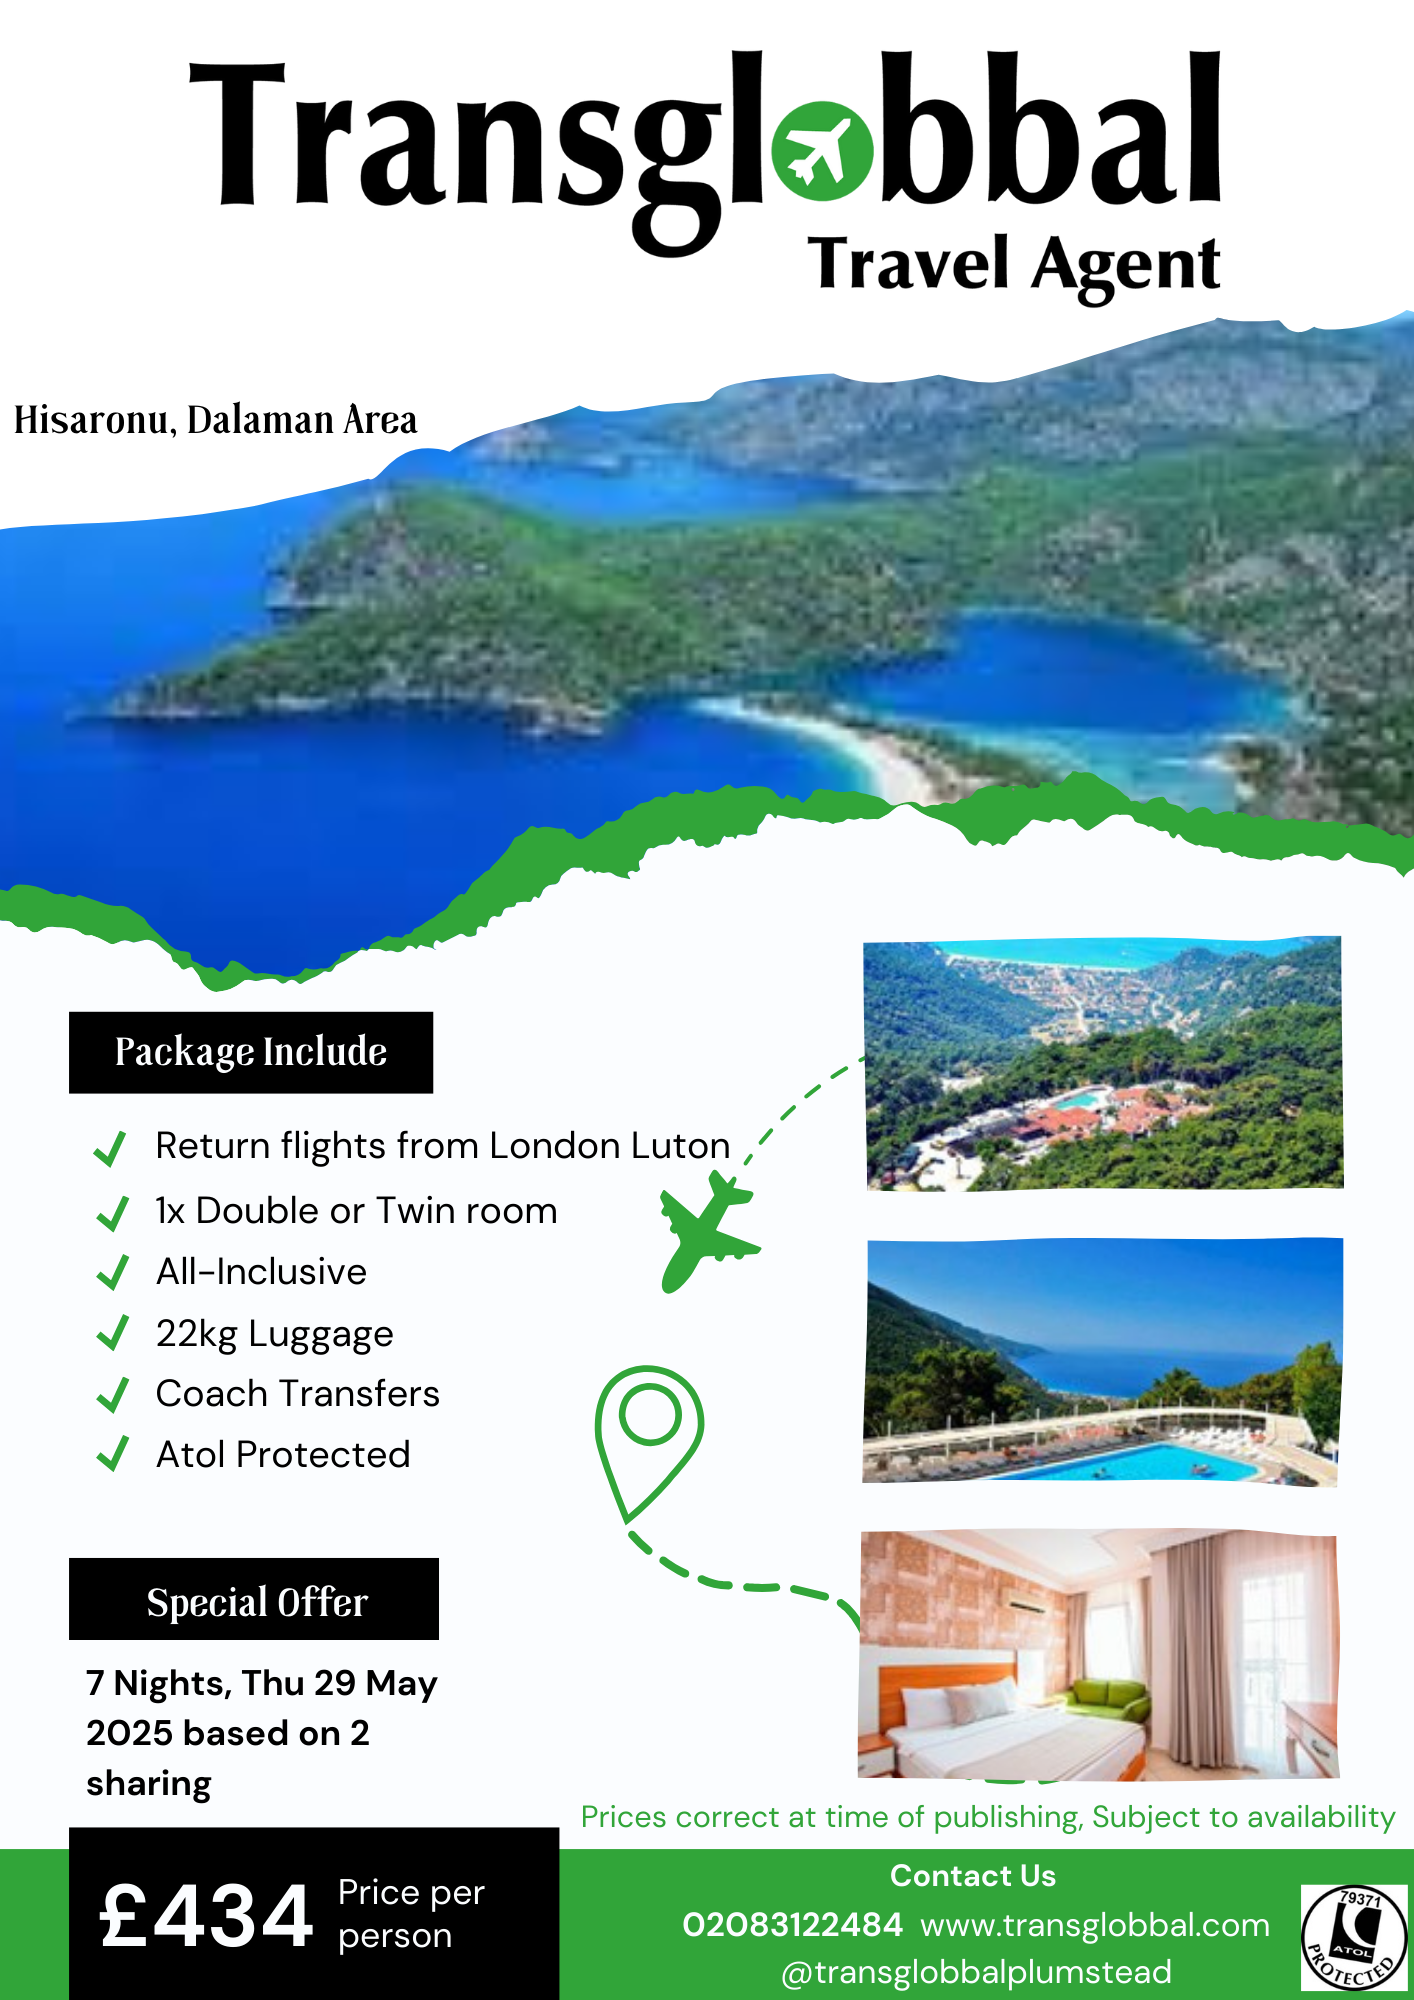 Transglobbal
Travel Agent
Hisaronu, Dalaman Area
Package Include
Return flights from London Luton
1x Double or Twin room
All-Inclusive
22kg Luggage
Coach Transfers
Atol Protected
Special Offer
7 Nights, Thu 29 May
2025 based on 2
sharing
£434
Price per
person
Prices correct at time of publishing, Subject to availability
Contact Us
02083122484 www.transglobbal.com
@transglobbalplumstead
79371
ATOL
PROTECTED